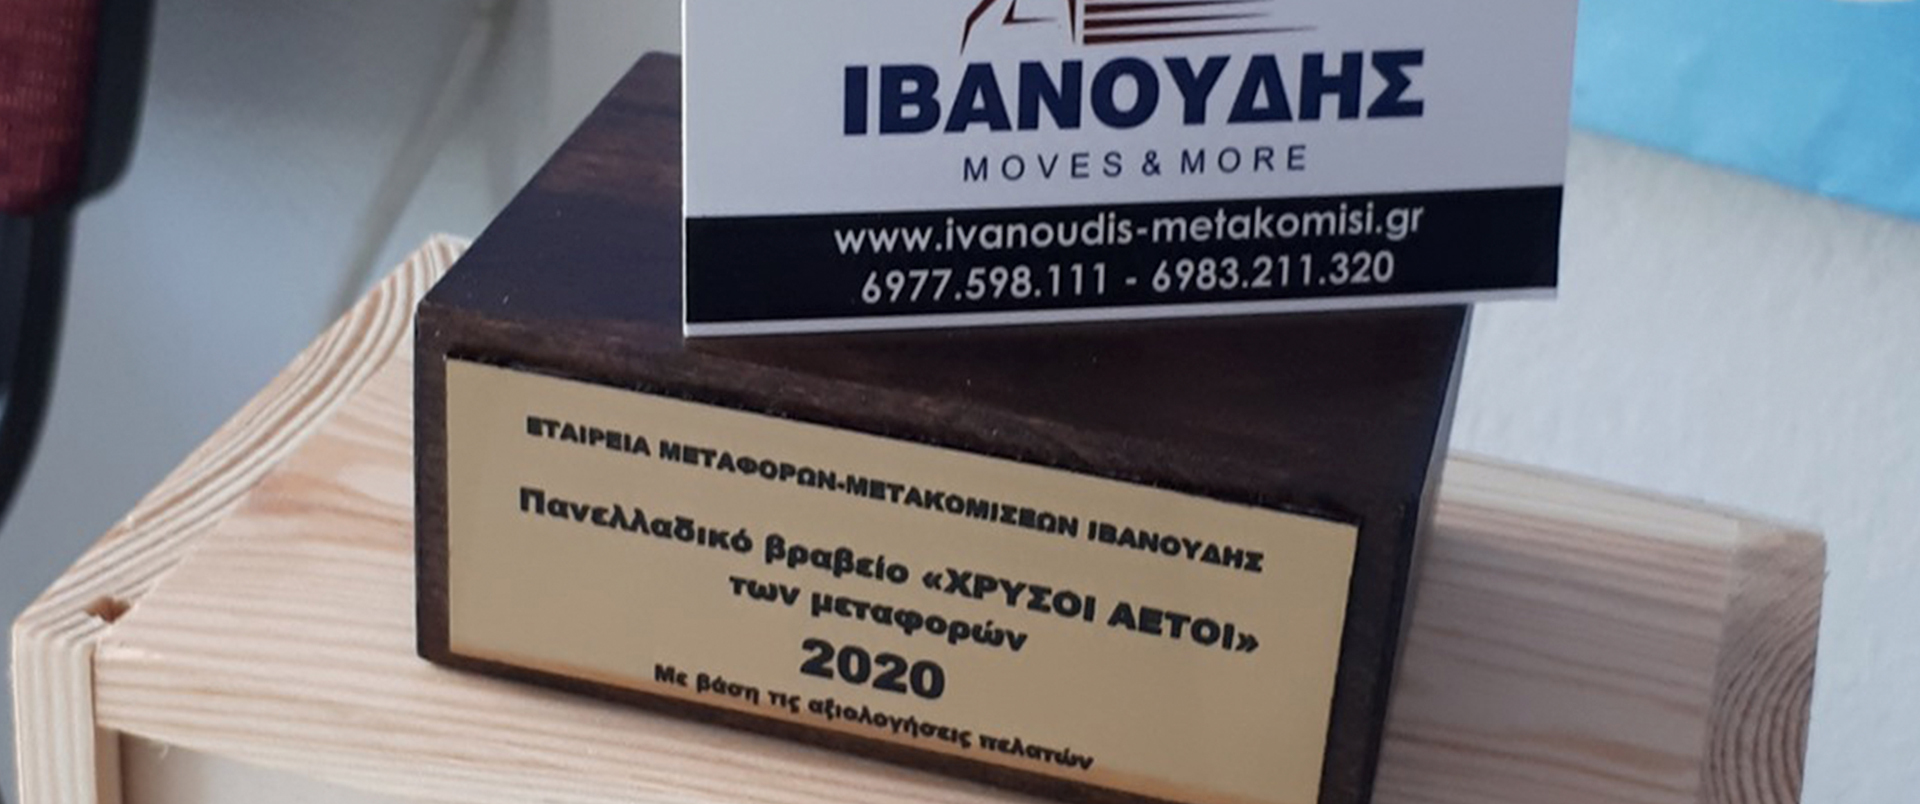 ΙΒΑΝΟΥΔΗΣ
MOVES & MORE
www.ivanoudis-metakomisi.gr
6977.598.111 - 6983.211.320
ΕΤΑΙΡΕΙΑ ΜΕΤΑΦΟΡΩΝ-ΜΕΤΑΚΟΜΙΣΕΩΝ ΙΒΑΝΟΥΔΗΣ
Πανελλαδικό βραβείο «ΧΡΥΣΟΙ ΑΕΤΟΙ»
των μεταφορών
2020
Με βάση τις αξιολογήσεις πελατών